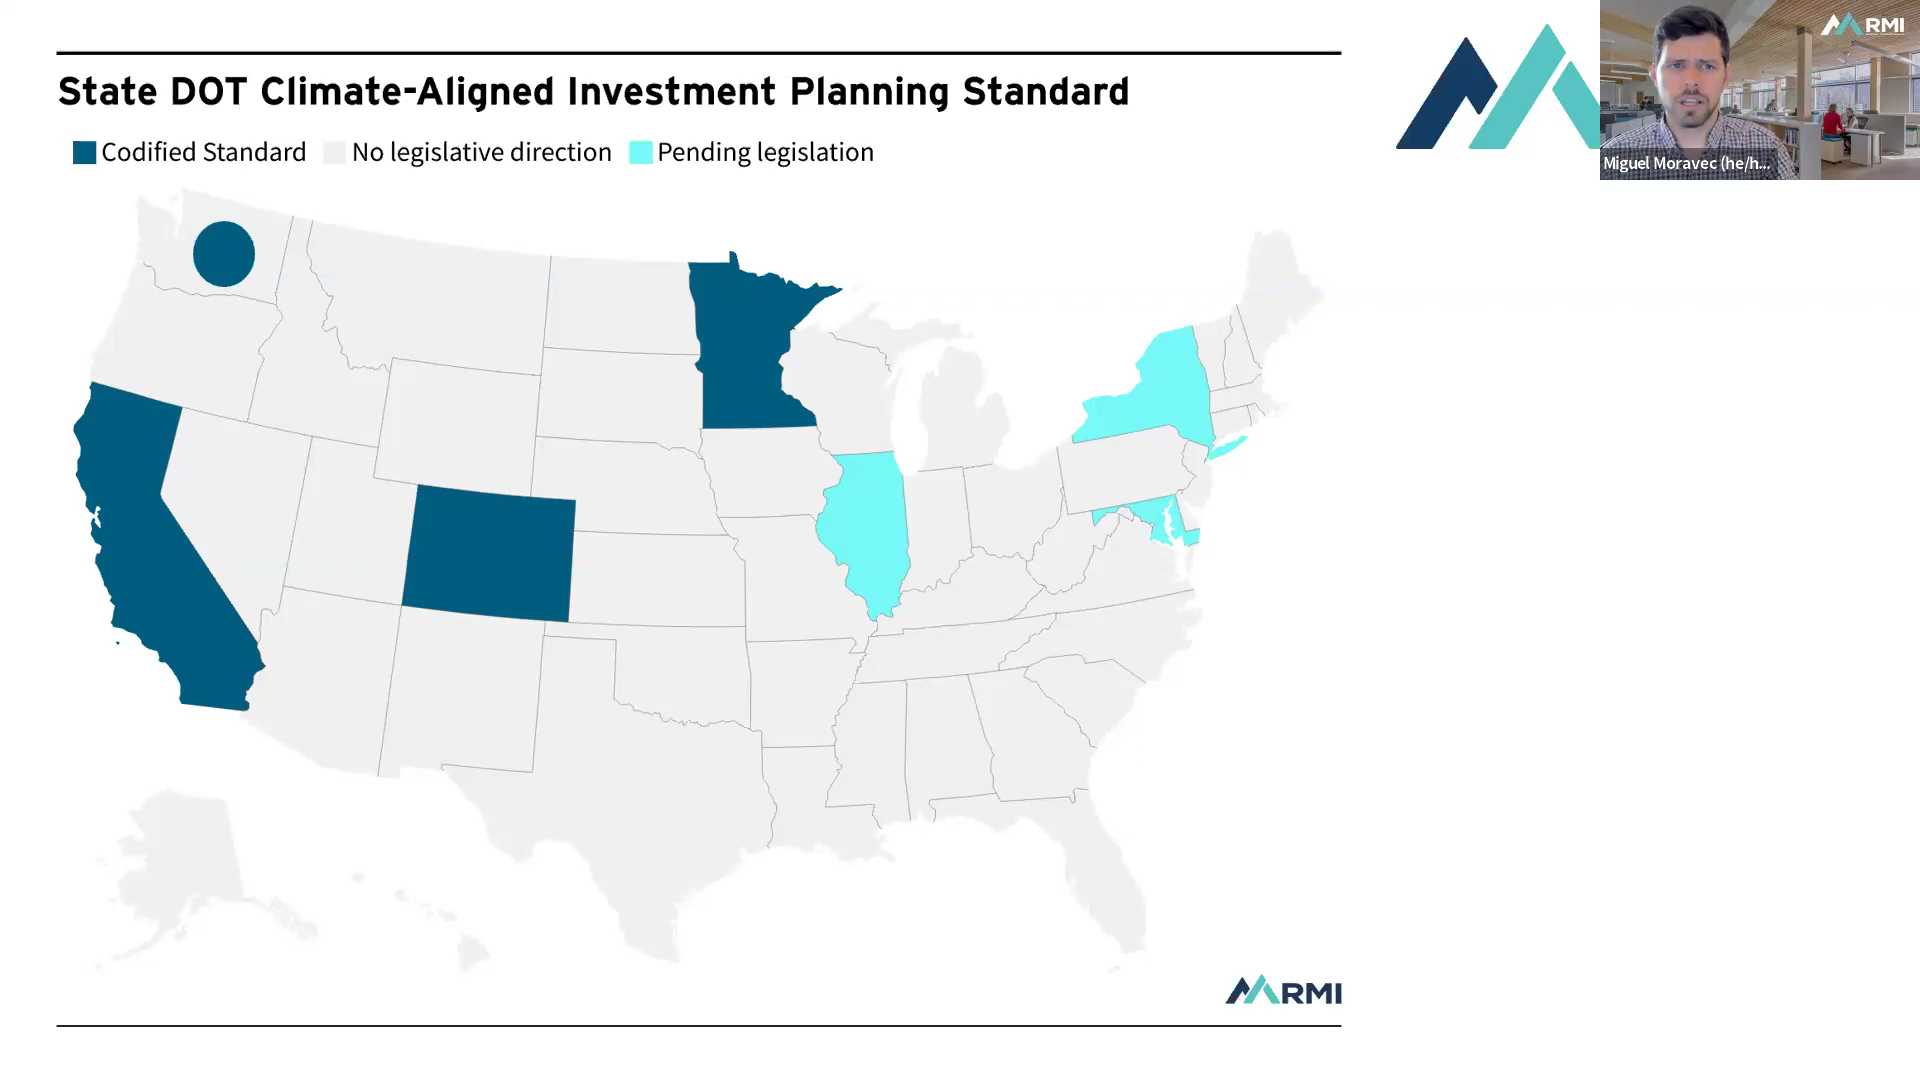 State DOT Climate-Aligned Investment Planning Standard
Codified Standard No legislative direction Pending legislation
RMI
Miguel Moravec (he/h...
RMI